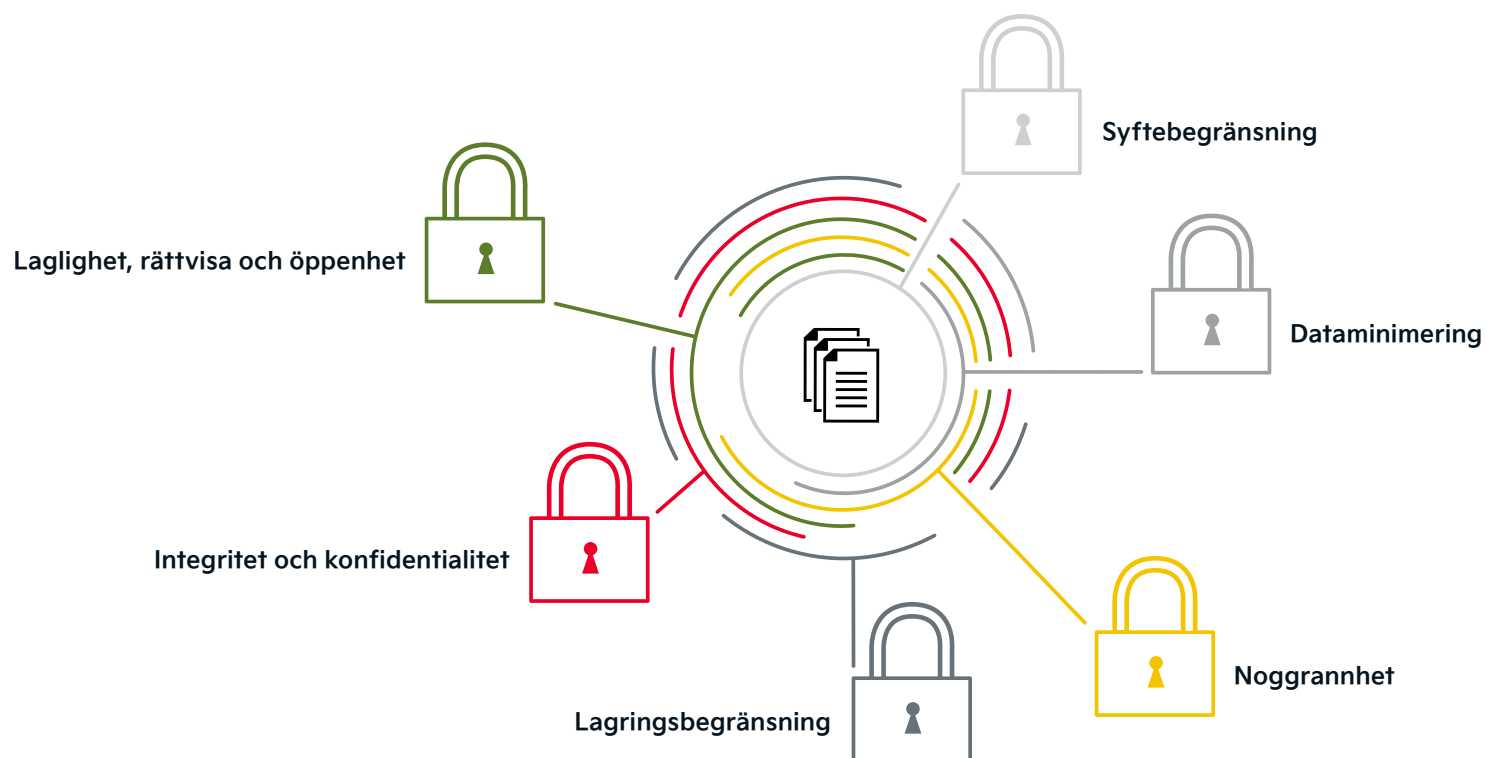 Syftebegränsning
Laglighet, rättvisa och öppenhet
Dataminimering
Integritet och konfidentialitet
Noggrannhet
Lagringsbegränsning